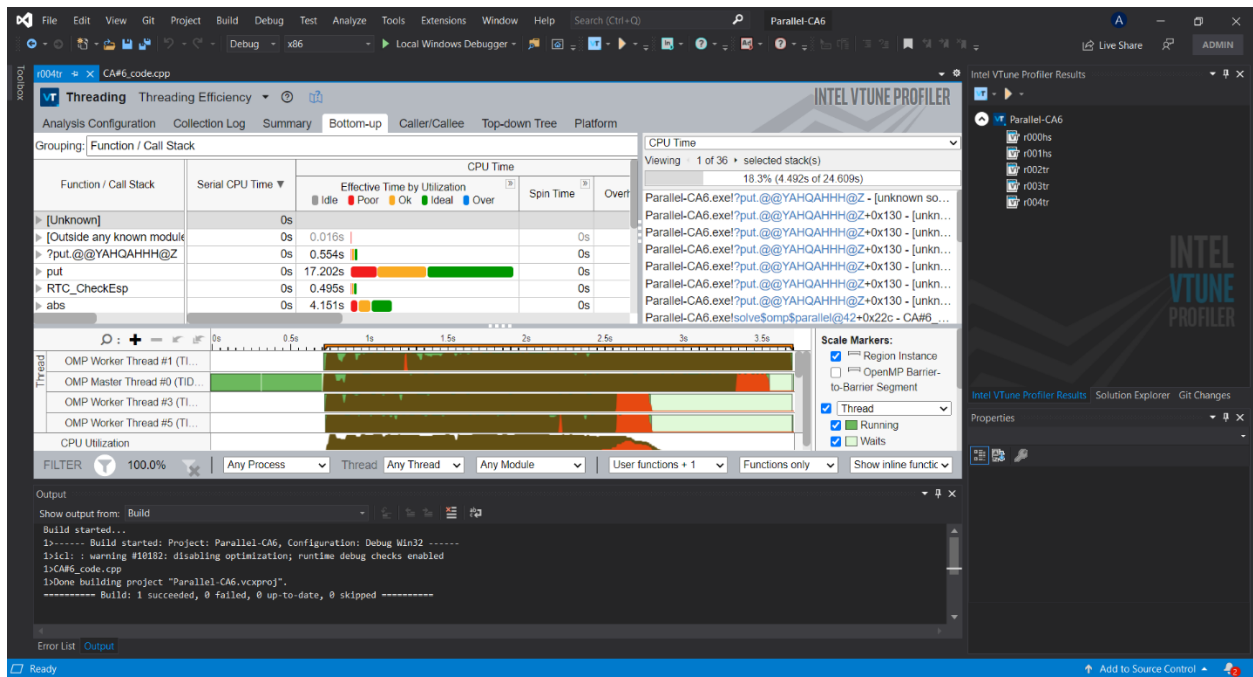 File Edit View Git Project Build Debug Test Analyze Tools Extensions Window Help Search (Ctrl+Q) Parallel-CA6 A
Debug x86 Local Windows Debugger Live Share ADMIN
Toolbox
r004tr CA#6_code.cpp
Threading Threading Efficiency INTEL VTUNE PROFILER
Analysis Configuration Collection Log Summary Bottom-up Caller/Callee Top-down Tree Platform
Grouping: Function / Call Stack
Function / Call Stack Serial CPU Time CPU Time
Effective Time by Utilization Spin Time Overh
Idle Poor Ok Ideal Over
[Unknown] 0s
[Outside any known module 0s 0.016s 0s
?put.@@YAHQAHHH@Z 0s 0.554s 0s
put 0s 17.202s 0s
RTC_CheckEsp 0s 0.495s 0s
abs 0s 4.151s 0s
CPU Time
Viewing 1 of 36 selected stack(s)
18.3% (4.492s of 24.609s)
Parallel-CA6.exe!?put.@@YAHQAHHH@Z - [unknown so...
Parallel-CA6.exe!?put.@@YAHQAHHH@Z+0x130 - [unkn...
Parallel-CA6.exe!?put.@@YAHQAHHH@Z+0x130 - [unkn...
Parallel-CA6.exe!?put.@@YAHQAHHH@Z+0x130 - [unkn...
Parallel-CA6.exe!?put.@@YAHQAHHH@Z+0x130 - [unkn...
Parallel-CA6.exe!?put.@@YAHQAHHH@Z+0x130 - [unkn...
Parallel-CA6.exe!?put.@@YAHQAHHH@Z+0x130 - [unkn...
Parallel-CA6.exe!solve$omp$parallel@42+0x22c - CA#6_...
0s 0.5s 1s 1.5s 2s 2.5s 3s 3.5s
Thread
OMP Worker Thread #1 (TI...
OMP Master Thread #0 (TID...
OMP Worker Thread #3 (TI...
OMP Worker Thread #5 (TI...
CPU Utilization
Scale Markers:
Region Instance
OpenMP Barrier-
to-Barrier Segment
Thread
Running
Waits
FILTER 100.0% Any Process Thread Any Thread Any Module User functions + 1 Functions only Show inline functic
Output
Show output from: Build
Build started...
1>------ Build started: Project: Parallel-CA6, Configuration: Debug Win32 ------
1>icl: : warning #10182: disabling optimization; runtime debug checks enabled
1>CA#6_code.cpp
1>Done building project "Parallel-CA6.vcxproj".
========== Build: 1 succeeded, 0 failed, 0 up-to-date, 0 skipped ==========
Error List Output
Intel VTune Profiler Results
Parallel-CA6
r000hs
r001hs
r002tr
r003tr
r004tr
INTEL
VTUNE
PROFILER
Intel VTune Profiler Results Solution Explorer Git Changes
Properties
Ready Add to Source Control 2